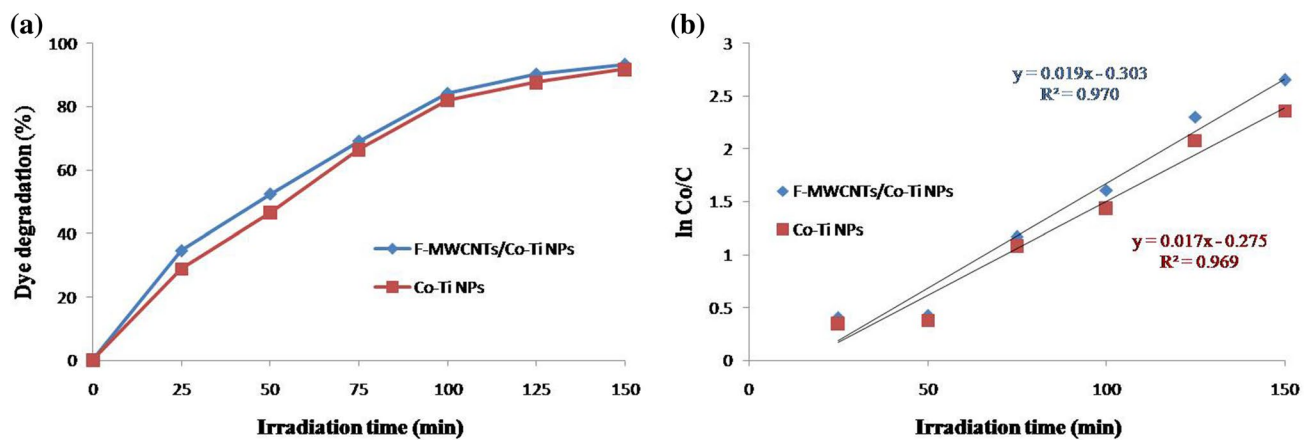 (a)
100
80
60
40
20
0
Dye degradation (%)
F-MWCNTs/Co-Ti NPs
Co-Ti NPs
0 25 50 75 100 125 150
Irradiation time (min)
(b)
3
2.5
2
1.5
1
0.5
0
ln Co/C
y = 0.019x - 0.303
R² = 0.970
F-MWCNTs/Co-Ti NPs
Co-Ti NPs
y = 0.017x - 0.275
R² = 0.969
0 50 100 150
Irradiation time (min)